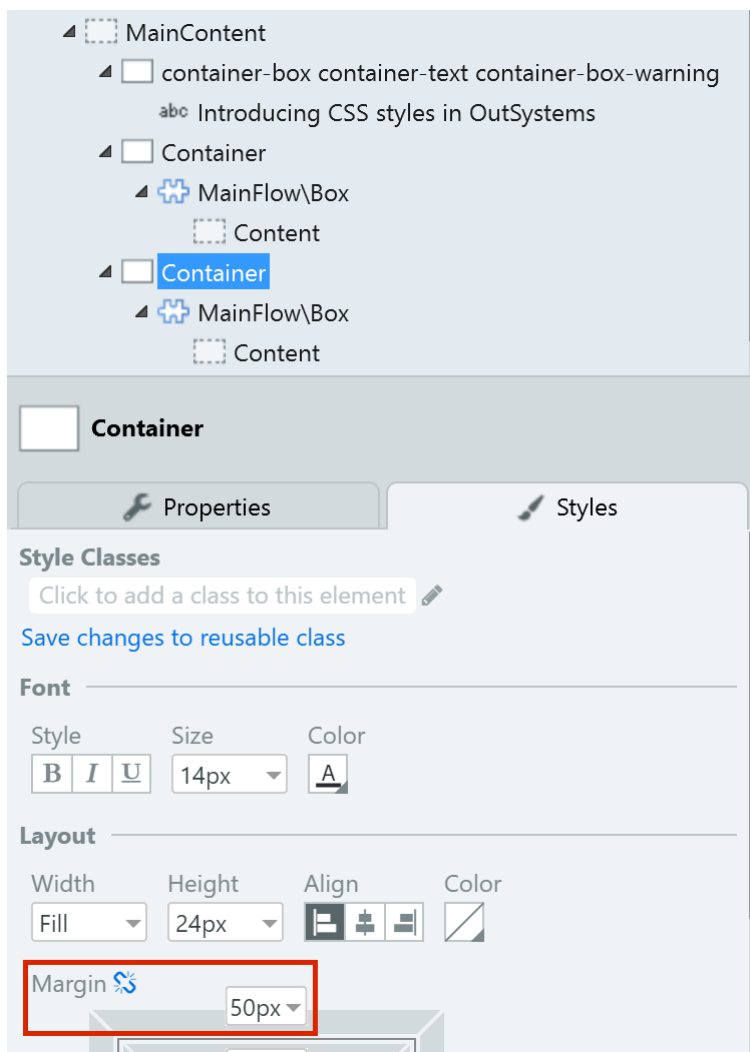 MainContent
container-box container-text container-box-warning
abc Introducing CSS styles in OutSystems
Container
MainFlow\Box
Content
Container
MainFlow\Box
Content
Container
Properties Styles
Style Classes
Click to add a class to this element
Save changes to reusable class
Font
Style Size Color
B I U 14px A
Layout
Width Height Align Color
Fill 24px
Margin
50px